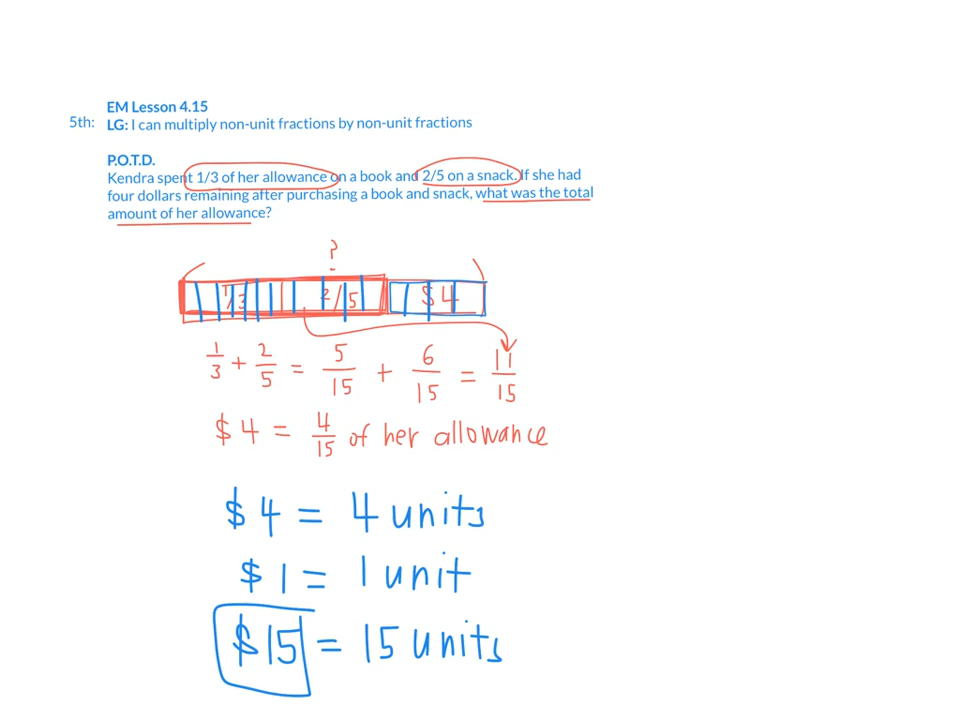 EM Lesson 4.15
5th: LG: I can multiply non-unit fractions by non-unit fractions
P.O.T.D.
Kendra spent 1/3 of her allowance on a book and 2/5 on a snack. If she had
four dollars remaining after purchasing a book and snack, what was the total
amount of her allowance?
?
1/3 2/5 $4
1/3 + 2/5 = 5/15 + 6/15 = 11/15
$4 = 4/15 of her allowance
$4 = 4 units
$1 = 1 unit
$15 = 15 units